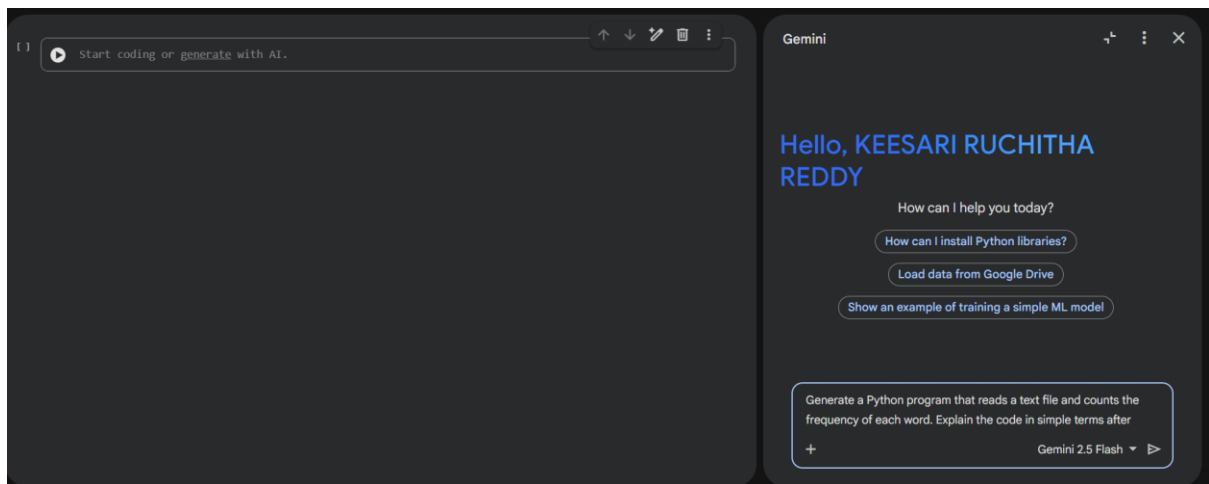 [ ]
Start coding or generate with AI.
Gemini
Hello, KEESARI RUCHITHA
REDDY
How can I help you today?
How can I install Python libraries?
Load data from Google Drive
Show an example of training a simple ML model
Generate a Python program that reads a text file and counts the
frequency of each word. Explain the code in simple terms after
Gemini 2.5 Flash